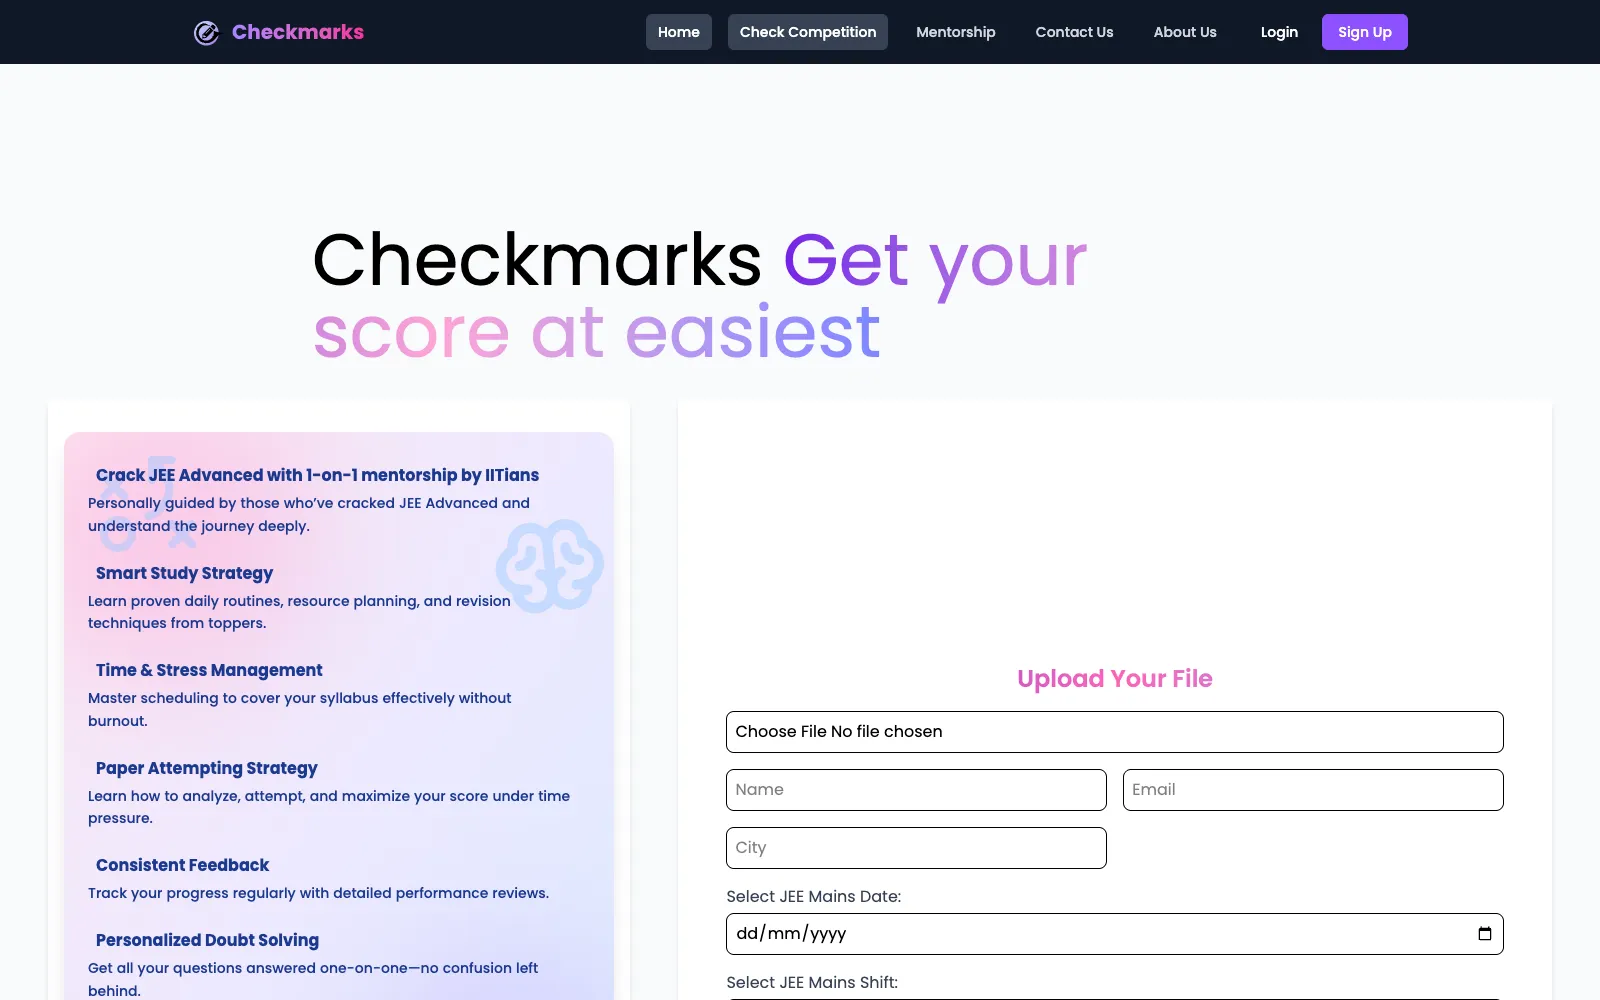 Checkmarks
Home
Check Competition
Mentorship
Contact Us
About Us
Login
Sign Up
Checkmarks Get your
score at easiest
Crack JEE Advanced with 1-on-1 mentorship by IITians
Personally guided by those who’ve cracked JEE Advanced and
understand the journey deeply.
Smart Study Strategy
Learn proven daily routines, resource planning, and revision
techniques from toppers.
Time & Stress Management
Master scheduling to cover your syllabus effectively without
burnout.
Paper Attempting Strategy
Learn how to analyze, attempt, and maximize your score under time
pressure.
Consistent Feedback
Track your progress regularly with detailed performance reviews.
Personalized Doubt Solving
Get all your questions answered one-on-one—no confusion left
behind.
Upload Your File
Choose File No file chosen
Name
Email
City
Select JEE Mains Date:
dd/mm/yyyy
Select JEE Mains Shift: